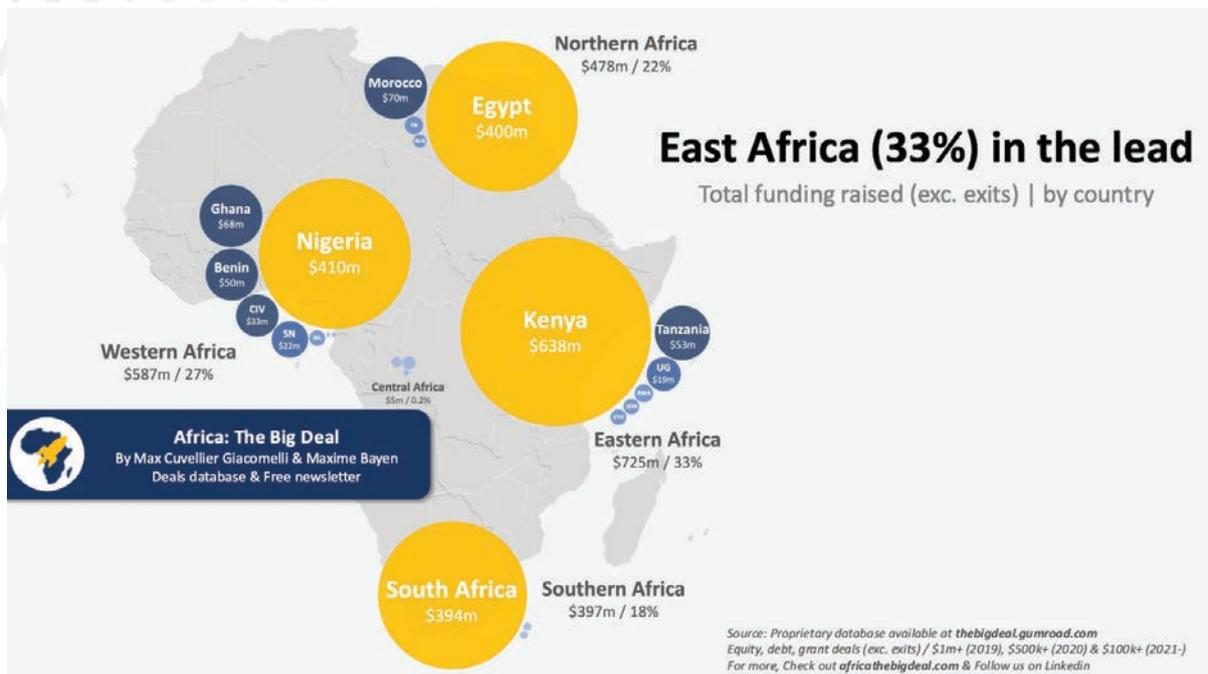 Northern Africa
$478m / 22%
Morocco
$70m
Egypt
$400m
East Africa (33%) in the lead
Total funding raised (exc. exits) | by country
Ghana
$68m
Nigeria
$410m
Benin
$50m
CIV
$33m
SN
$22m
Western Africa
$587m / 27%
Kenya
$638m
Tanzania
$53m
UG
$19m
Central Africa
$5m / 0.2%
Eastern Africa
$725m / 33%
Africa: The Big Deal
By Max Cuvellier Giacomelli & Maxime Bayen
Deals database & Free newsletter
South Africa
$394m
Southern Africa
$397m / 18%
Source: Proprietary database available at thebigdeal.gumroad.com
Equity, debt, grant deals (exc. exits) / $1m+ (2019), $500k+ (2020) & $100k+ (2021-)
For more, Check out africathebigdeal.com & Follow us on Linkedin